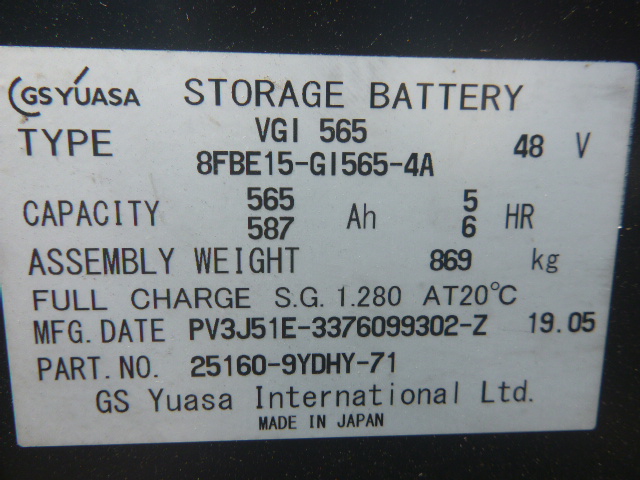 GS YUASA STORAGE BATTERY
TYPE VGI 565 48 V
8FBE15-GI565-4A
CAPACITY 565 Ah 5 HR
587 6
ASSEMBLY WEIGHT 869 kg
FULL CHARGE S.G. 1.280 AT20℃
MFG. DATE PV3J51E-3376099302-Z 19.05
PART. NO. 25160-9YDHY-71
GS Yuasa International Ltd.
MADE IN JAPAN